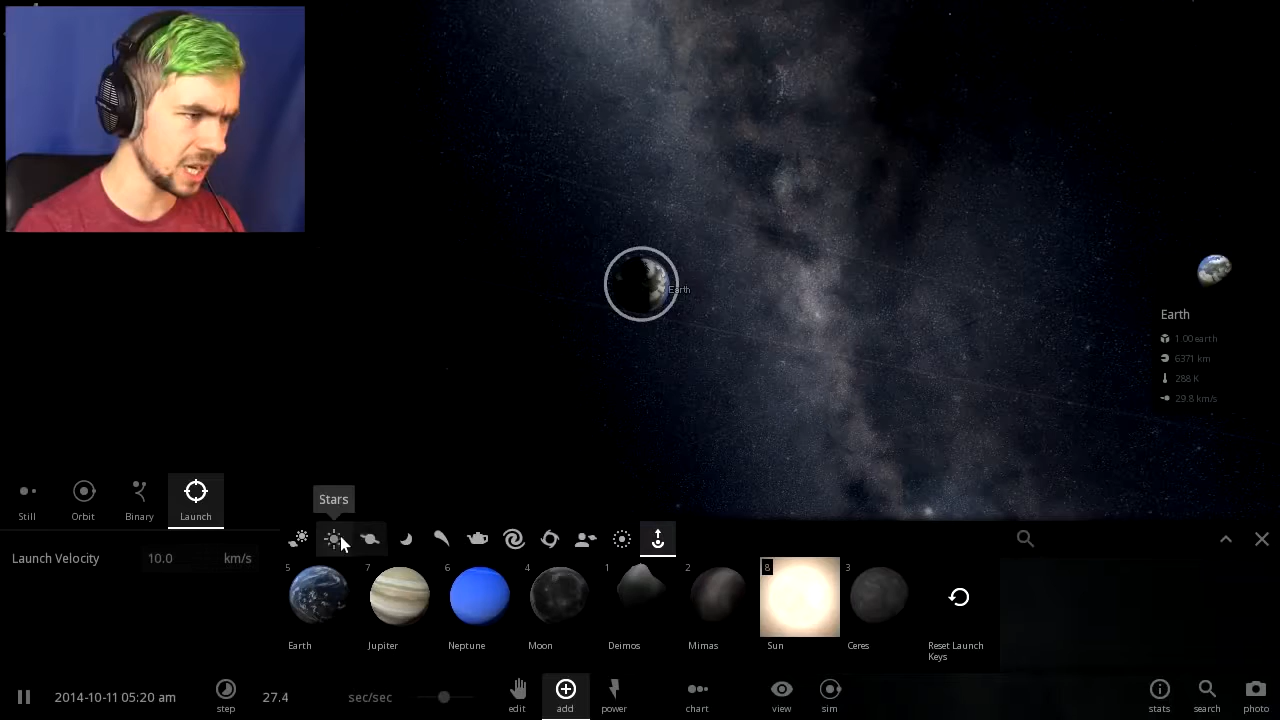 Earth
Earth
1.00 earth
6371 km
288 K
29.8 km/s
Still
Orbit
Binary
Launch
Stars
Launch Velocity 10.0 km/s
5 7 6 4 1 2 8 3
Earth Jupiter Neptune Moon Deimos Mimas Sun Ceres Reset Launch
Keys
2014-10-11 05:20 am step 27.4 sec/sec edit add power chart view sim stats search photo